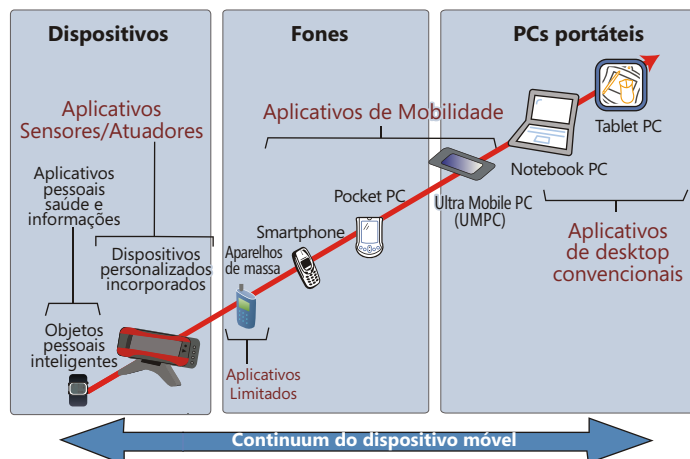 Dispositivos
Aplicativos
Sensores/Atuadores
Aplicativos
pessoais
saúde e
informações
Dispositivos
personalizados
incorporados
Objetos
pessoais
inteligentes
Fones
Aplicativos de Mobilidade
Pocket PC
Smartphone
Aparelhos
de massa
Aplicativos
Limitados
PCs portáteis
Tablet PC
Notebook PC
Ultra Mobile PC
(UMPC)
Aplicativos
de desktop
convencionais
Continuum do dispositivo móvel